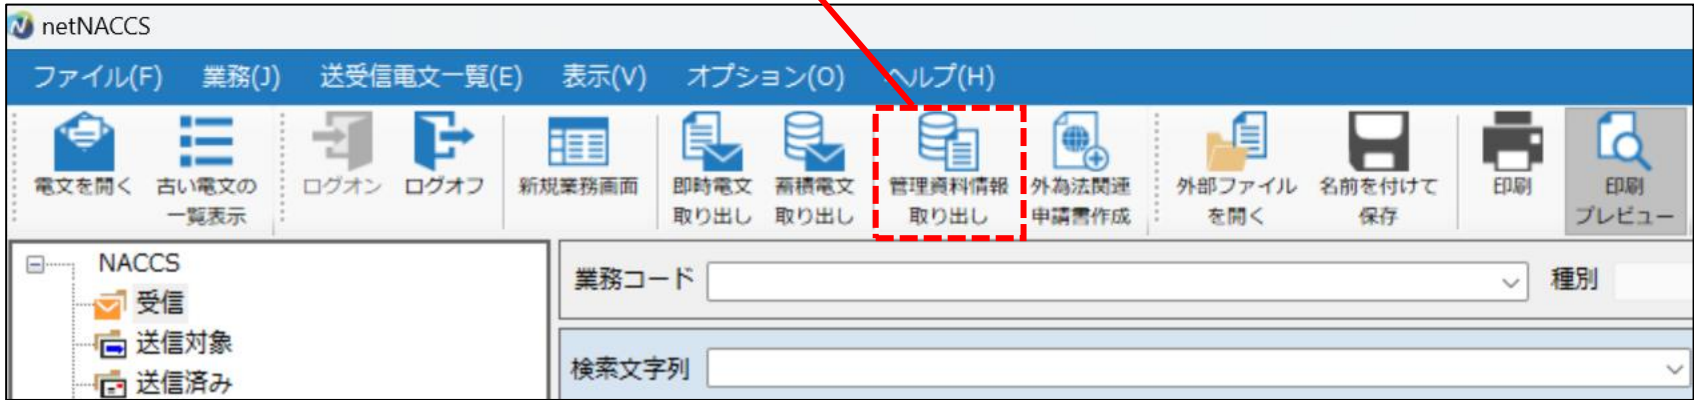 netNACCS
ファイル(F) 業務(J) 送受信電文一覧(E) 表示(V) オプション(O) ヘルプ(H)
電文を開く 古い電文の ログオン ログオフ 新規業務画面 即時電文 蓄積電文 管理資料情報 外為法関連 外部ファイル 名前を付けて 印刷 印刷
一覧表示 取り出し 取り出し 取り出し 申請書作成 を開く 保存 プレビュー
NACCS
業務コード 種別
受信
送信対象
検索文字列
送信済み